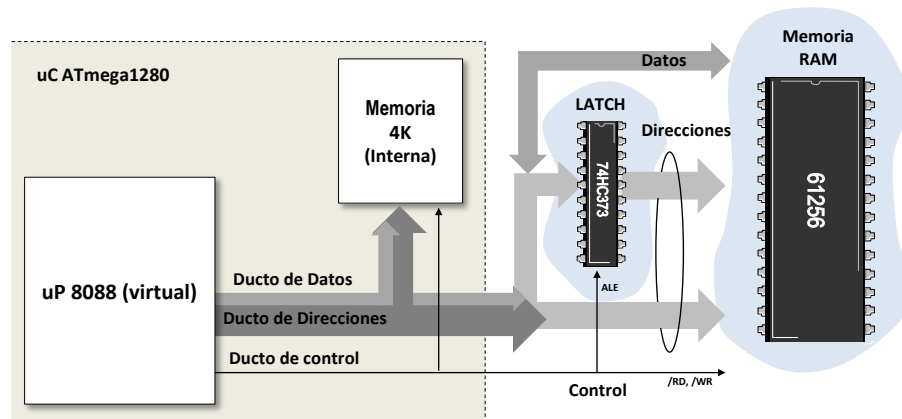 uC ATmega1280
Memoria
4K
(Interna)
uP 8088 (virtual)
Ducto de Datos
Ducto de Direcciones
Ducto de control
Datos
LATCH
74HC373
Direcciones
ALE
Control
/RD, /WR
Memoria
RAM
61256